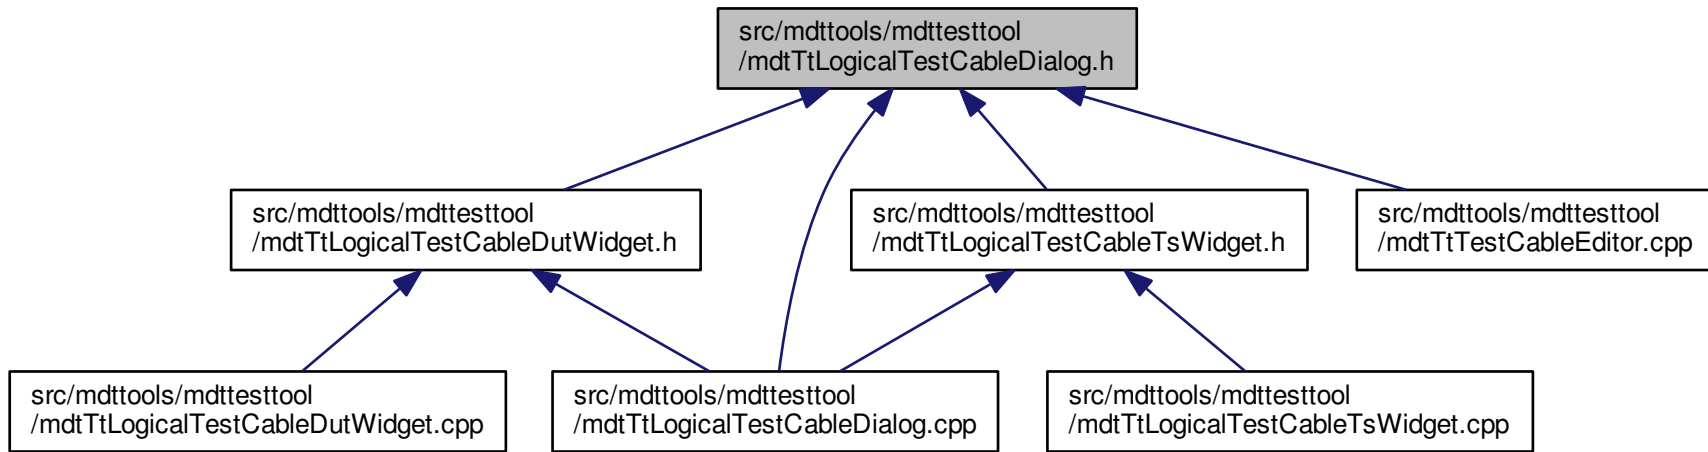 src/mdttools/mdttesttool
/mdtTtLogicalTestCableDialog.h
src/mdttools/mdttesttool
/mdtTtLogicalTestCableDutWidget.h
src/mdttools/mdttesttool
/mdtTtLogicalTestCableTsWidget.h
src/mdttools/mdttesttool
/mdtTtTestCableEditor.cpp
src/mdttools/mdttesttool
/mdtTtLogicalTestCableDutWidget.cpp
src/mdttools/mdttesttool
/mdtTtLogicalTestCableDialog.cpp
src/mdttools/mdttesttool
/mdtTtLogicalTestCableTsWidget.cpp